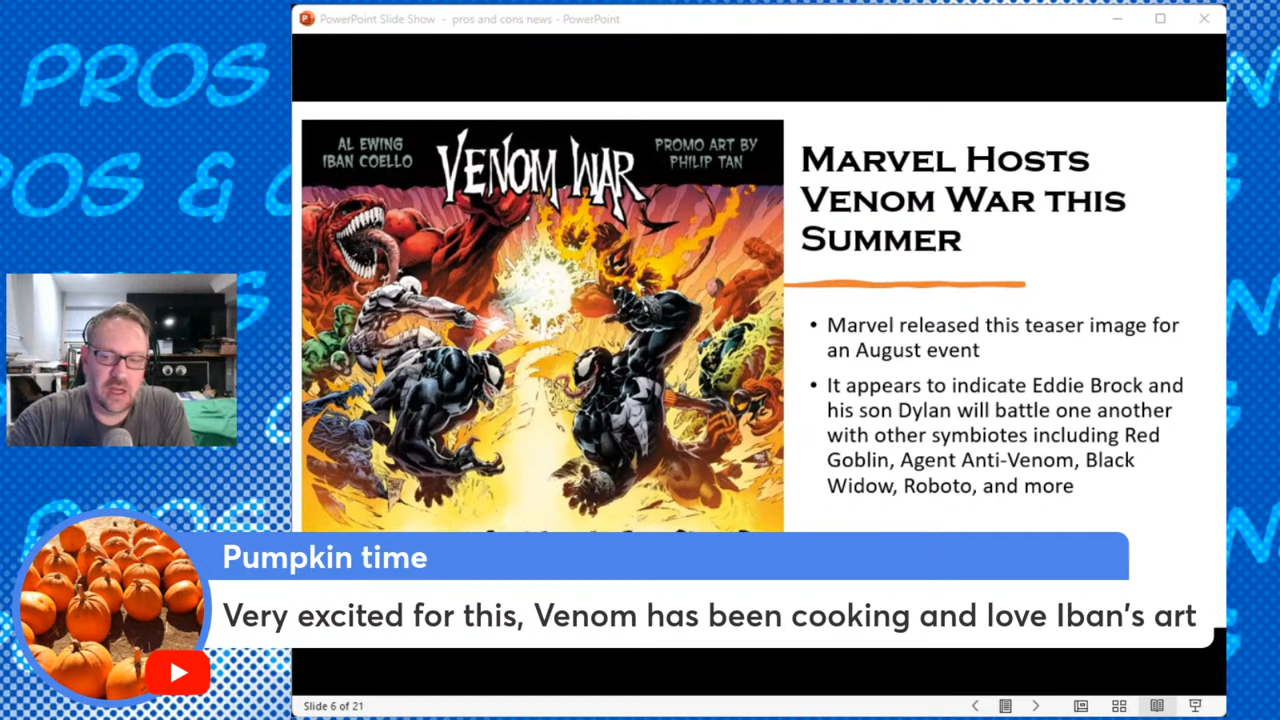 PowerPoint Slide Show - pros and cons news - PowerPoint
PROS
OS &
AL EWING
IBAN COELLO
VENOM WAR
PROMO ART BY
PHILIP TAN
MARVEL HOSTS
VENOM WAR THIS
SUMMER
• Marvel released this teaser image for
an August event
• It appears to indicate Eddie Brock and
his son Dylan will battle one another
with other symbiotes including Red
Goblin, Agent Anti-Venom, Black
Widow, Roboto, and more
Pumpkin time
Very excited for this, Venom has been cooking and love Iban's art
Slide 6 of 21